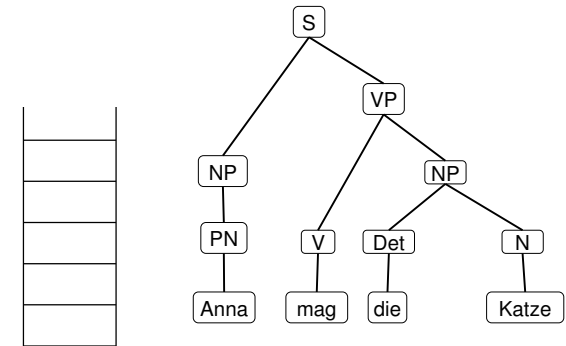 S
VP
NP NP
PN V Det N
Anna mag die Katze